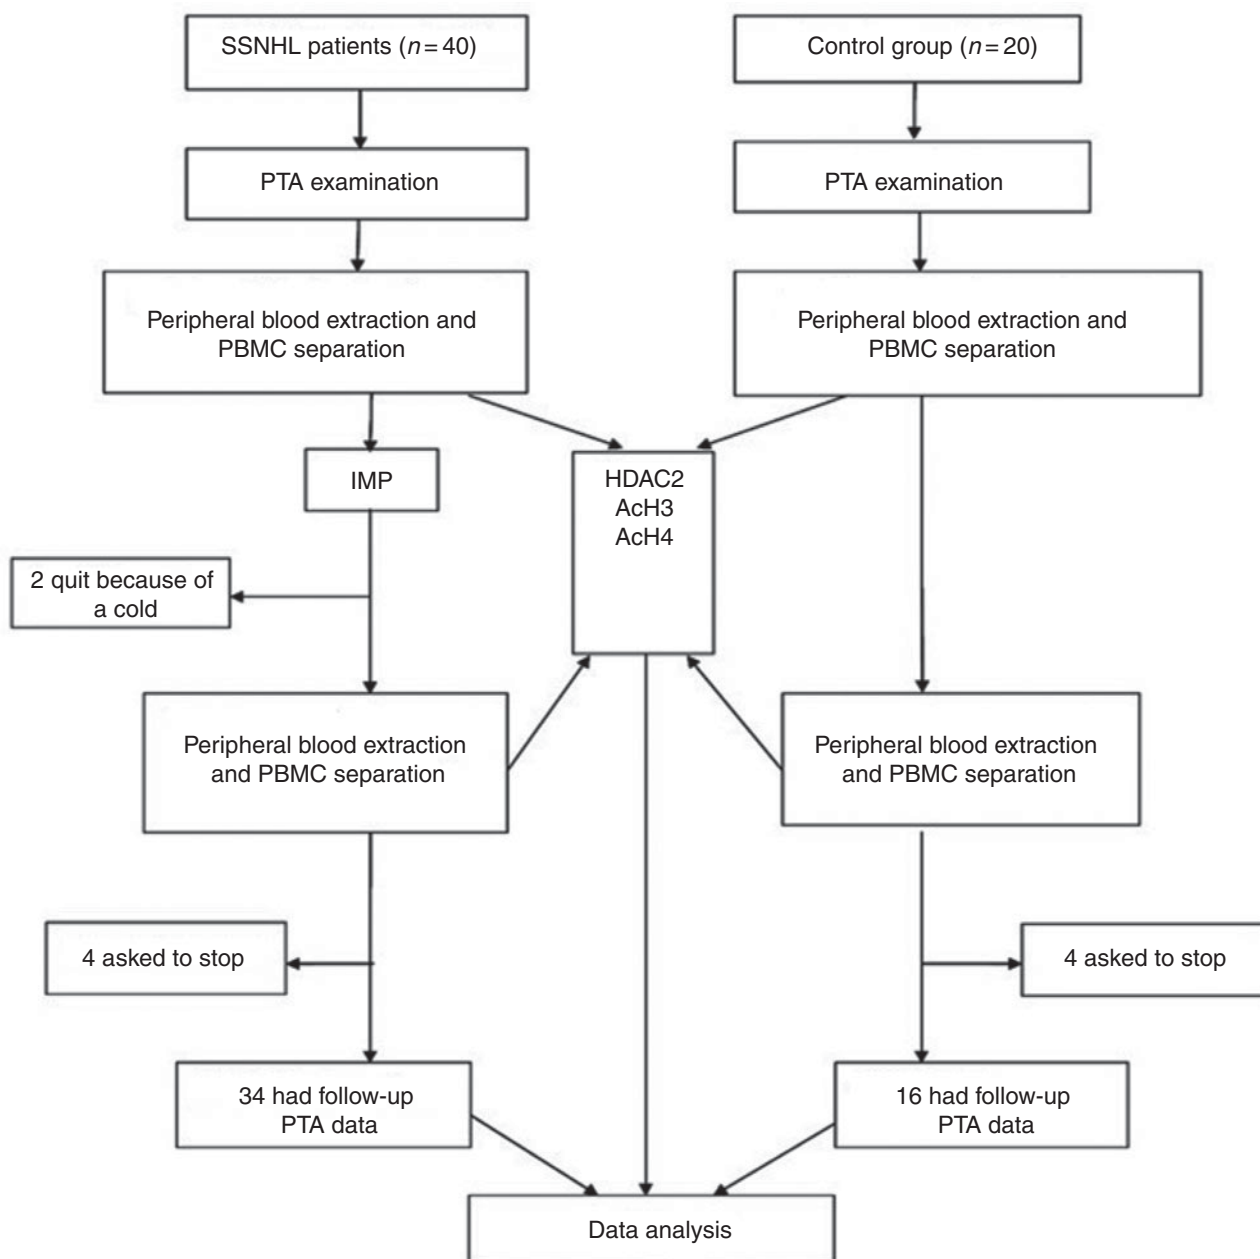 SSNHL patients (n = 40)
Control group (n = 20)
PTA examination
PTA examination
Peripheral blood extraction and
PBMC separation
Peripheral blood extraction and
PBMC separation
IMP
HDAC2
AcH3
AcH4
2 quit because of
a cold
Peripheral blood extraction
and PBMC separation
Peripheral blood extraction
and PBMC separation
4 asked to stop
4 asked to stop
34 had follow-up
PTA data
16 had follow-up
PTA data
Data analysis